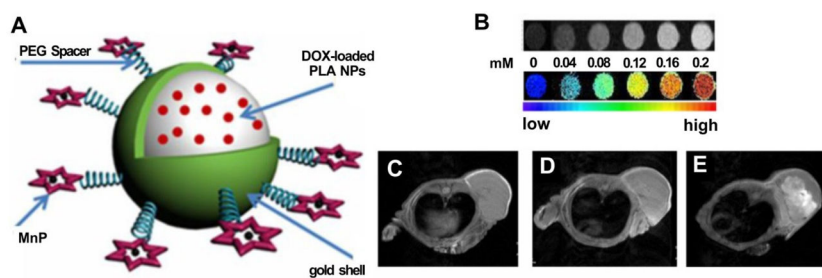 A
PEG Spacer
DOX-loaded
PLA NPs
MnP
gold shell
B
mM 0 0.04 0.08 0.12 0.16 0.2
low high
C D E